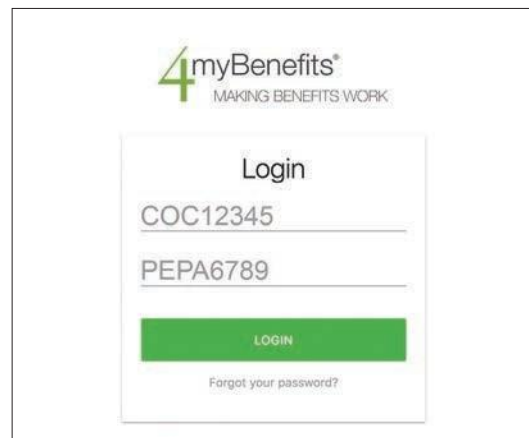 4myBenefits®
MAKING BENEFITS WORK
Login
COC12345
PEPA6789
LOGIN
Forgot your password?